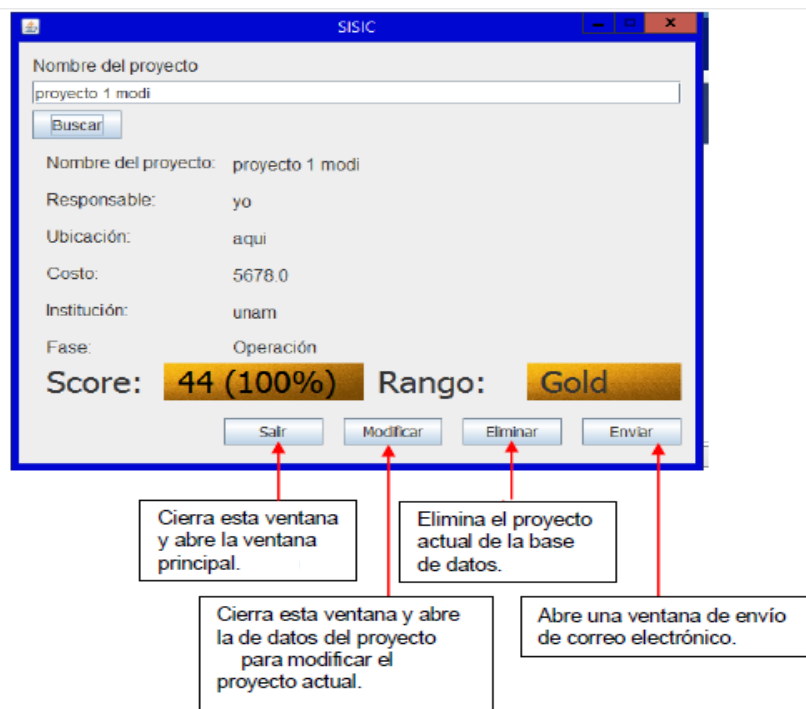 SISIC
Nombre del proyecto
proyecto 1 modi
Buscar
Nombre del proyecto: proyecto 1 modi
Responsable: yo
Ubicación: aqui
Costo: 5678.0
Institución: unam
Fase: Operación
Score: 44 (100%) Rango: Gold
Salir Modificar Eliminar Enviar
Cierra esta ventana
y abre la ventana
principal.
Elimina el proyecto
actual de la base
de datos.
Cierra esta ventana y abre
la de datos del proyecto
para modificar el
proyecto actual.
Abre una ventana de envío
de correo electrónico.